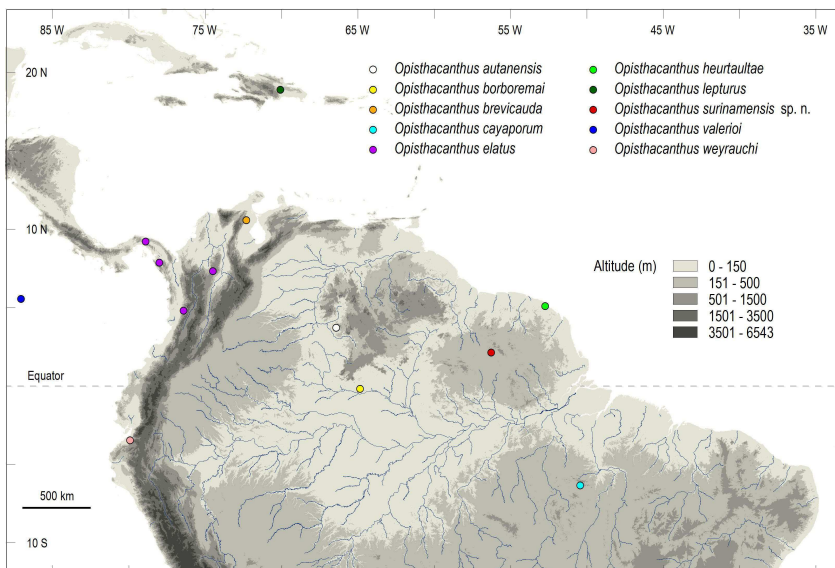 85 W 75 W 65 W 55 W 45 W 35 W
20 N
Opisthacanthus autanensis
Opisthacanthus borboremai
Opisthacanthus brevicauda
Opisthacanthus cayaporum
Opisthacanthus elatus
Opisthacanthus heurtaultae
Opisthacanthus lepturus
Opisthacanthus surinamensis sp. n.
Opisthacanthus valerioi
Opisthacanthus weyrauchi
10 N
Altitude (m)
0 - 150
151 - 500
501 - 1500
1501 - 3500
3501 - 6543
Equator
500 km
10 S